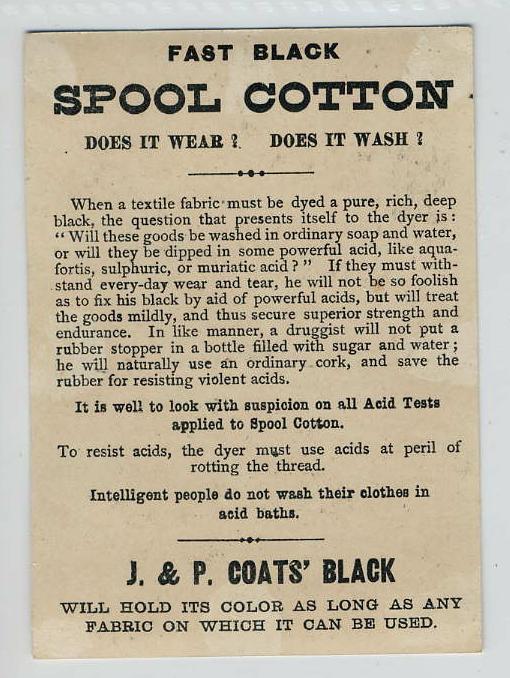 FAST BLACK
SPOOL COTTON
DOES IT WEAR? DOES IT WASH?
When a textile fabric must be dyed a pure, rich, deep
black, the question that presents itself to the dyer is:
"Will these goods be washed in ordinary soap and water,
or will they be dipped in some powerful acid, like aqua-
fortis, sulphuric, or muriatic acid?" If they must with-
stand every-day wear and tear, he will not be so foolish
as to fix his black by aid of powerful acids, but will treat
the goods mildly, and thus secure superior strength and
endurance. In like manner, a druggist will not put a
rubber stopper in a bottle filled with sugar and water;
he will naturally use an ordinary cork, and save the
rubber for resisting violent acids.
It is well to look with suspicion on all Acid Tests
applied to Spool Cotton.
To resist acids, the dyer must use acids at peril of
rotting the thread.
Intelligent people do not wash their clothes in
acid baths.
J. & P. COATS' BLACK
WILL HOLD ITS COLOR AS LONG AS ANY
FABRIC ON WHICH IT CAN BE USED.